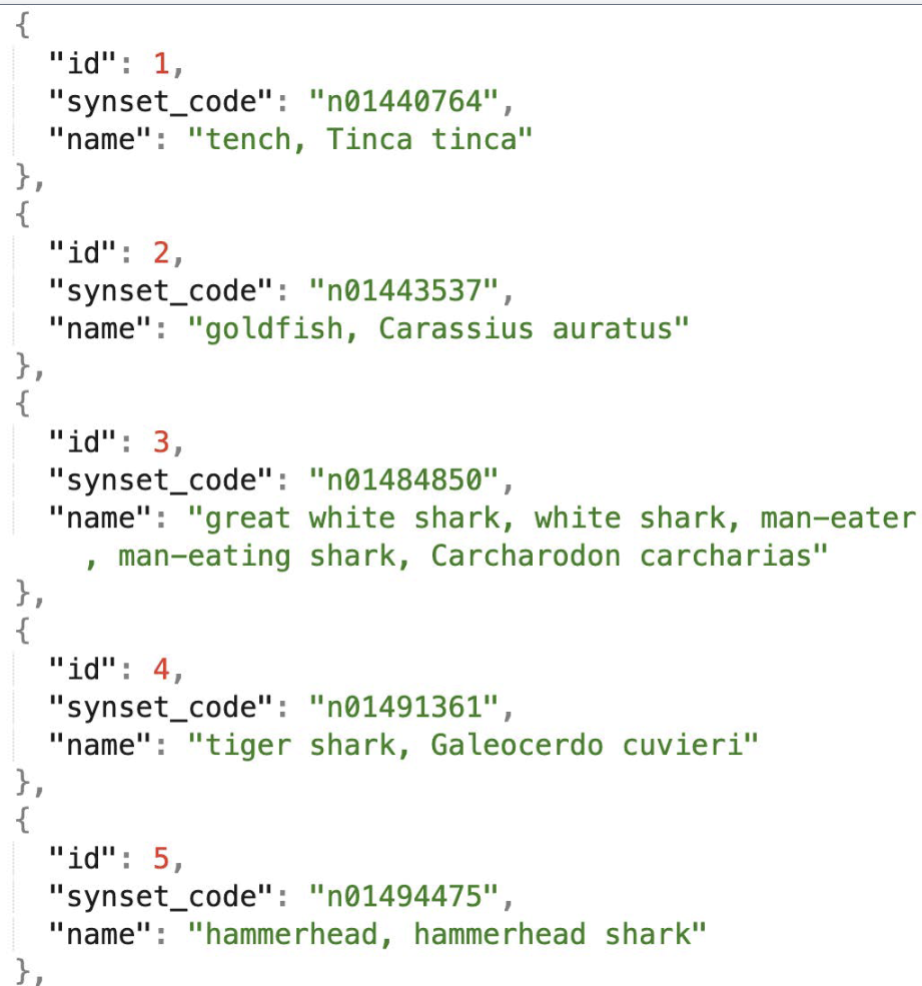 {
"id": 1,
"synset_code": "n01440764",
"name": "tench, Tinca tinca"
},
{
"id": 2,
"synset_code": "n01443537",
"name": "goldfish, Carassius auratus"
},
{
"id": 3,
"synset_code": "n01484850",
"name": "great white shark, white shark, man-eater
, man-eating shark, Carcharodon carcharias"
},
{
"id": 4,
"synset_code": "n01491361",
"name": "tiger shark, Galeocerdo cuvieri"
},
{
"id": 5,
"synset_code": "n01494475",
"name": "hammerhead, hammerhead shark"
},